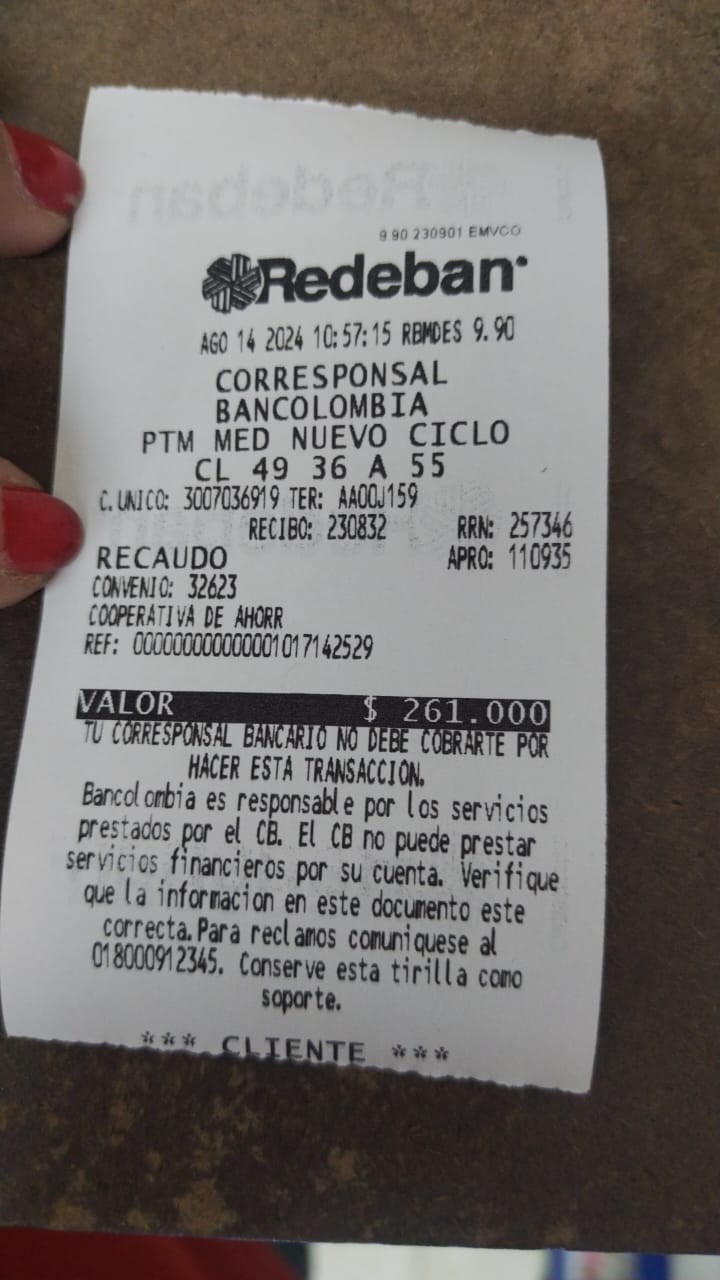 9.90 230901 EMVCO
Redeban
AGO 14 2024 10:57:15 RBMDES 9.90
CORRESPONSAL
BANCOLOMBIA
PTM MED NUEVO CICLO
CL 49 36 A 55
C. UNICO: 3007036919 TER: AA00J159
RECIBO: 230832 RRN: 257346
RECAUDO APRO: 110935
CONVENIO: 32623
COOPERATIVA DE AHORR
REF: 00000000000001017142529
VALOR $ 261.000
TU CORRESPONSAL BANCARIO NO DEBE COBRARTE POR
HACER ESTA TRANSACCION.
Bancolombia es responsable por los servicios
prestados por el CB. El CB no puede prestar
servicios financieros por su cuenta. Verifique
que la informacion en este documento este
correcta.Para reclamos comuniquese al
018000912345. Conserve esta tirilla como
soporte.
*** CLIENTE ***